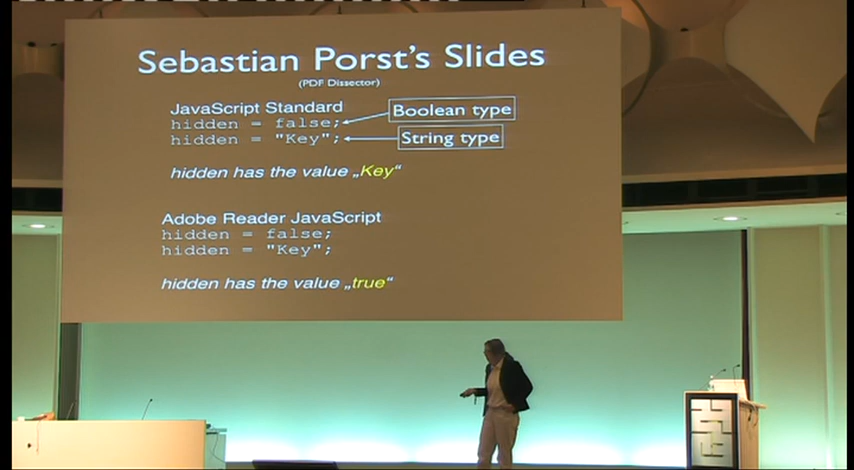 Sebastian Porst's Slides
(PDF Dissector)
JavaScript Standard
hidden = false;
Boolean type
hidden = "Key";
String type
hidden has the value „Key“
Adobe Reader JavaScript
hidden = false;
hidden = "Key";
hidden has the value „true“